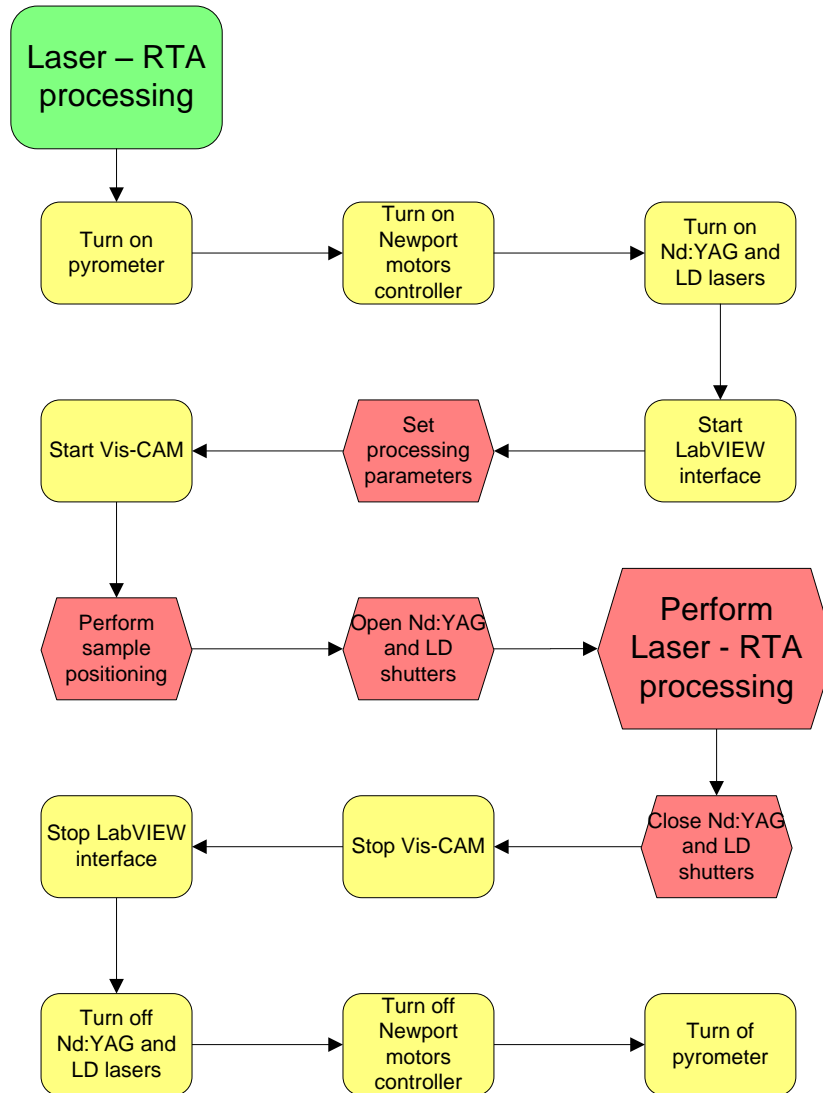 Laser – RTA
processing
Turn on
pyrometer
Turn on
Newport
motors
controller
Turn on
Nd:YAG and
LD lasers
Start
LabVIEW
interface
Set
processing
parameters
Start Vis-CAM
Perform
sample
positioning
Open Nd:YAG
and LD
shutters
Perform
Laser - RTA
processing
Close Nd:YAG
and LD
shutters
Stop Vis-CAM
Stop LabVIEW
interface
Turn off
Nd:YAG and
LD lasers
Turn off
Newport
motors
controller
Turn of
pyrometer